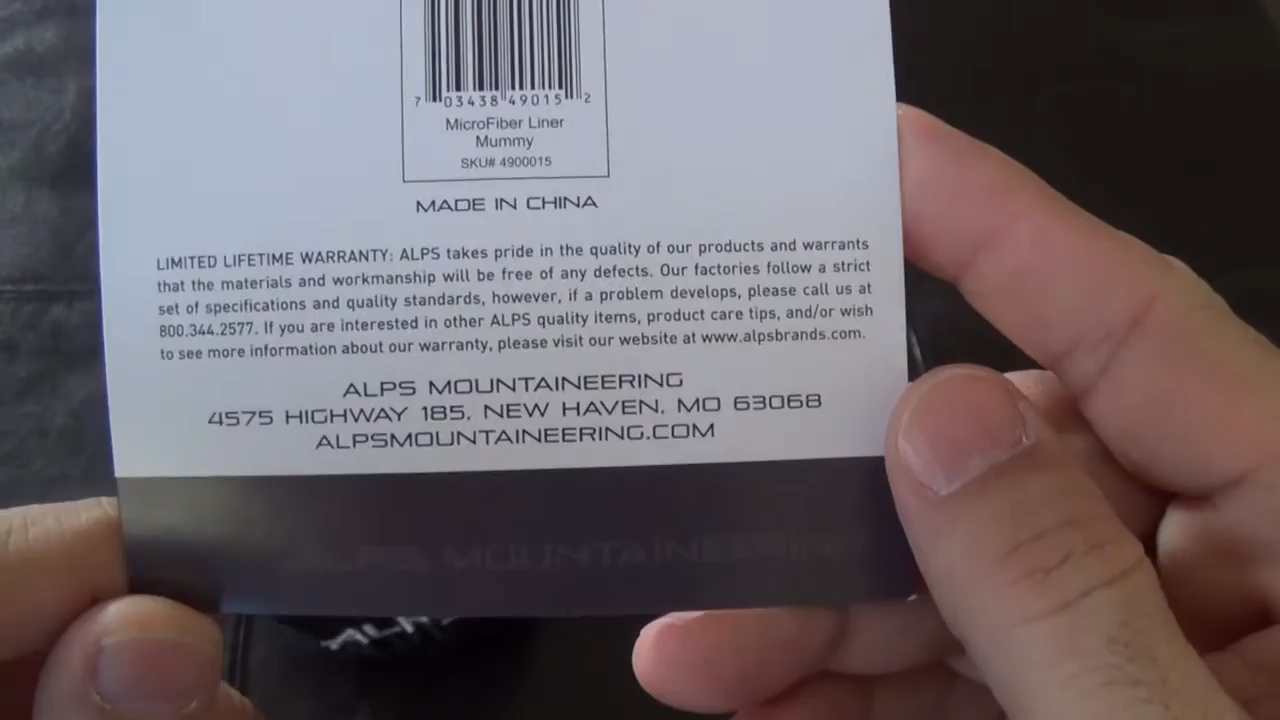 7 03438 49015 2
MicroFiber Liner
Mummy
SKU# 4900015
MADE IN CHINA
LIMITED LIFETIME WARRANTY: ALPS takes pride in the quality of our products and warrants
that the materials and workmanship will be free of any defects. Our factories follow a strict
set of specifications and quality standards, however, if a problem develops, please call us at
800.344.2577. If you are interested in other ALPS quality items, product care tips, and/or wish
to see more information about our warranty, please visit our website at www.alpsbrands.com.
ALPS MOUNTAINEERING
4575 HIGHWAY 185, NEW HAVEN, MO 63068
ALPSMOUNTAINEERING.COM
ALPS MOUNTAINEERING